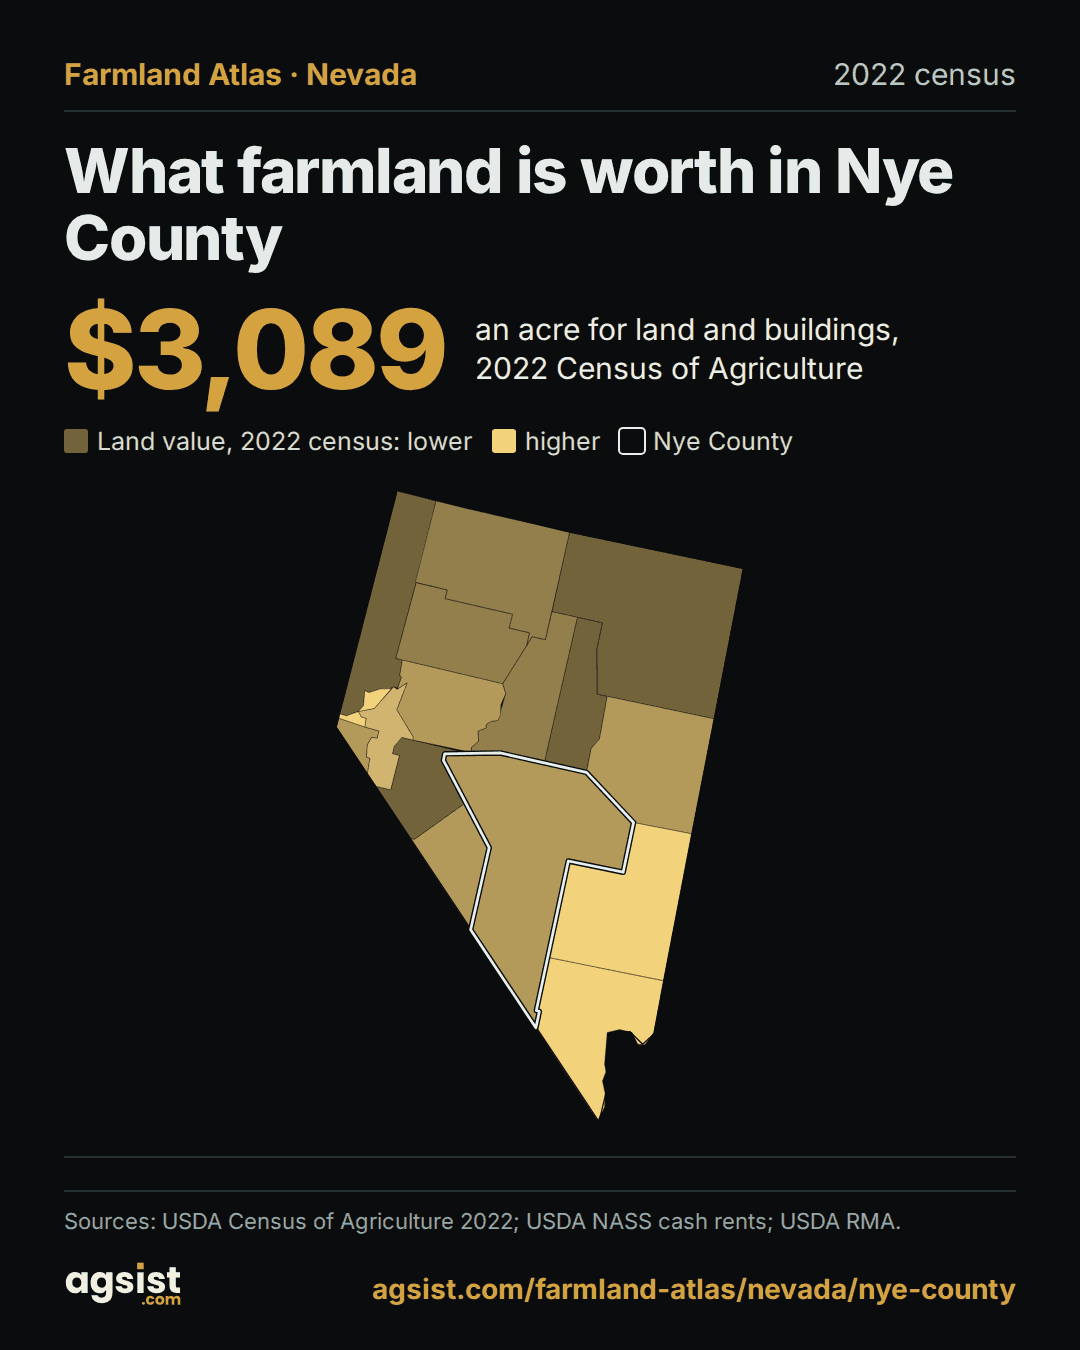 Farmland Atlas · Nevada
2022 census
What farmland is worth in Nye
County
$3,089
an acre for land and buildings,
2022 Census of Agriculture
Land value, 2022 census: lower
higher
Nye County
Sources: USDA Census of Agriculture 2022; USDA NASS cash rents; USDA RMA.
agsist
.com
agsist.com/farmland-atlas/nevada/nye-county